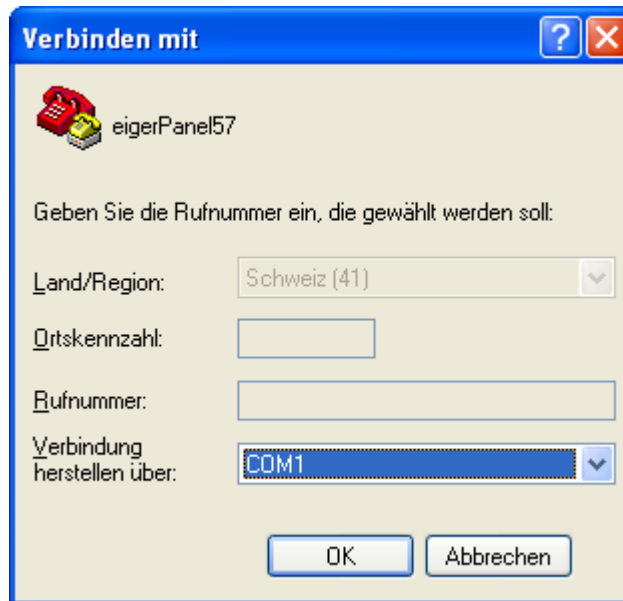 Verbinden mit
eigerPanel57
Geben Sie die Rufnummer ein, die gewählt werden soll:
Land/Region: Schweiz (41)
Ortskennzahl:
Rufnummer:
Verbindung
herstellen über: COM1
OK Abbrechen